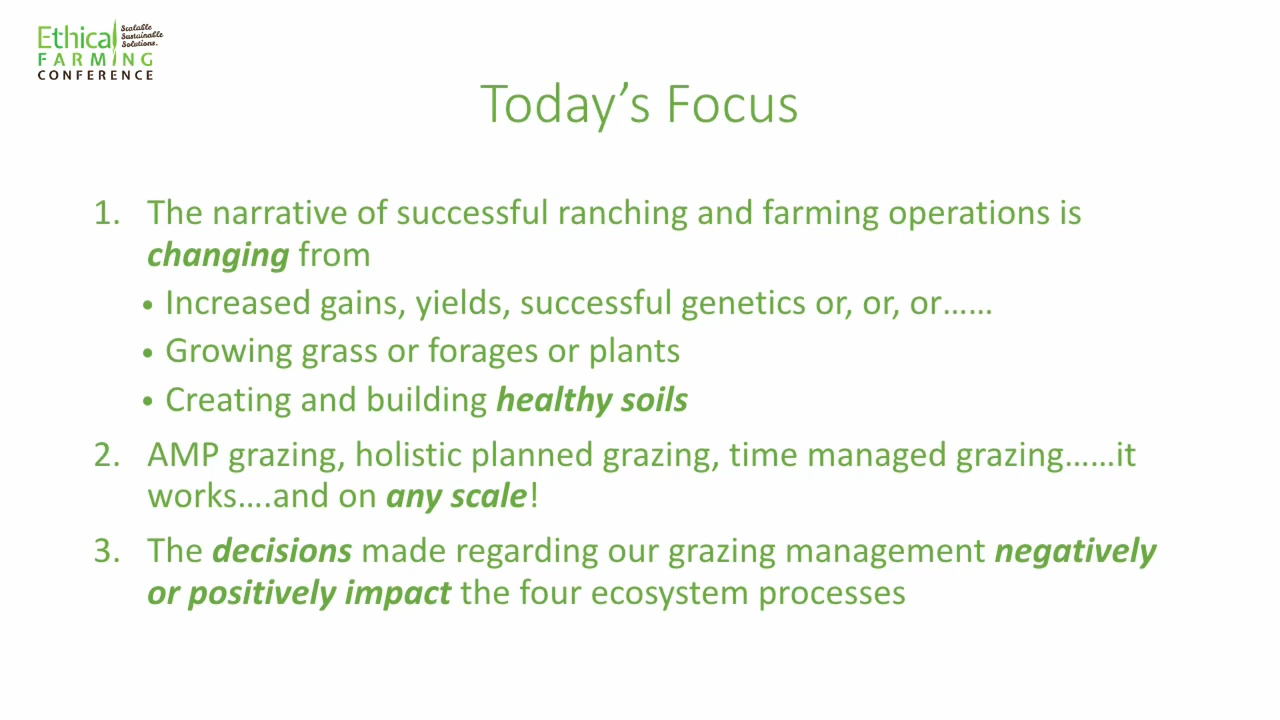 Ethical
Scalable
Sustainable
Solutions.
FARMING
CONFERENCE
Today’s Focus
1. The narrative of successful ranching and farming operations is
changing from
• Increased gains, yields, successful genetics or, or, or……
• Growing grass or forages or plants
• Creating and building healthy soils
2. AMP grazing, holistic planned grazing, time managed grazing……it
works….and on any scale!
3. The decisions made regarding our grazing management negatively
or positively impact the four ecosystem processes